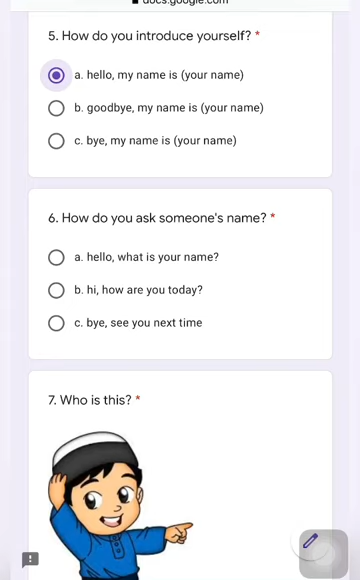 docs.google.com
5. How do you introduce yourself? *
a. hello, my name is (your name)
b. goodbye, my name is (your name)
c. bye, my name is (your name)
6. How do you ask someone's name? *
a. hello, what is your name?
b. hi, how are you today?
c. bye, see you next time
7. Who is this? *